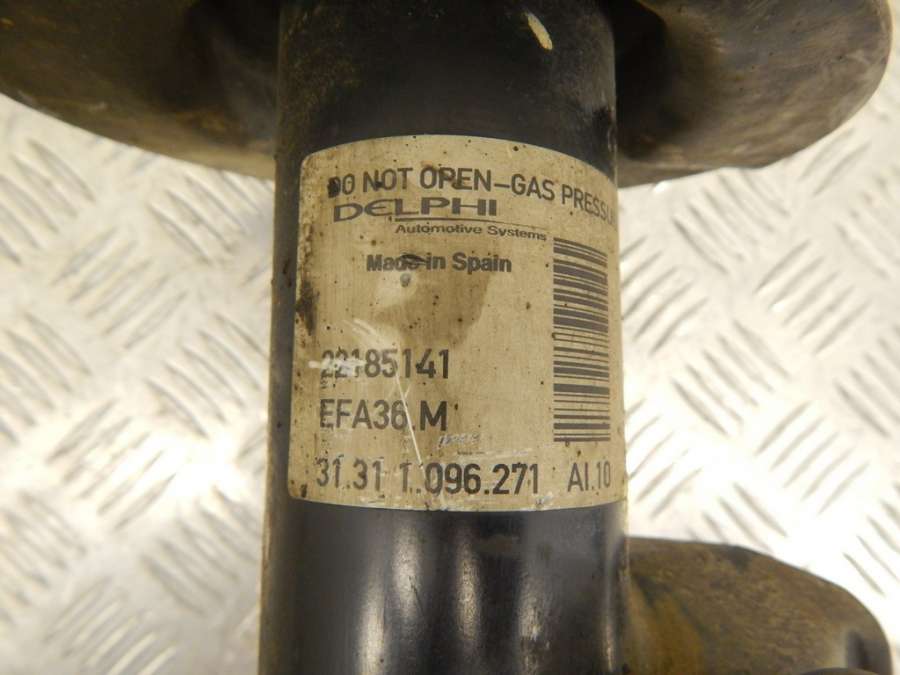 DO NOT OPEN-GAS PRESSU
DELPHI
Automotive Systems
Made in Spain
22185141
EFA36.M
31.31 1.096.271 AI.10